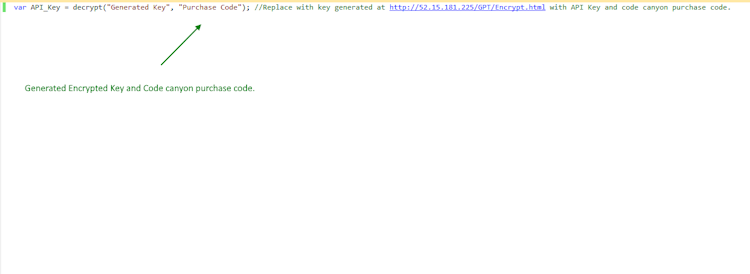 var API_Key = decrypt("Generated Key", "Purchase Code"); //Replace with key generated at http://52.15.181.225/GPT/Encrypt.html with API Key and code canyon purchase code.
Generated Encrypted Key and Code canyon purchase code.